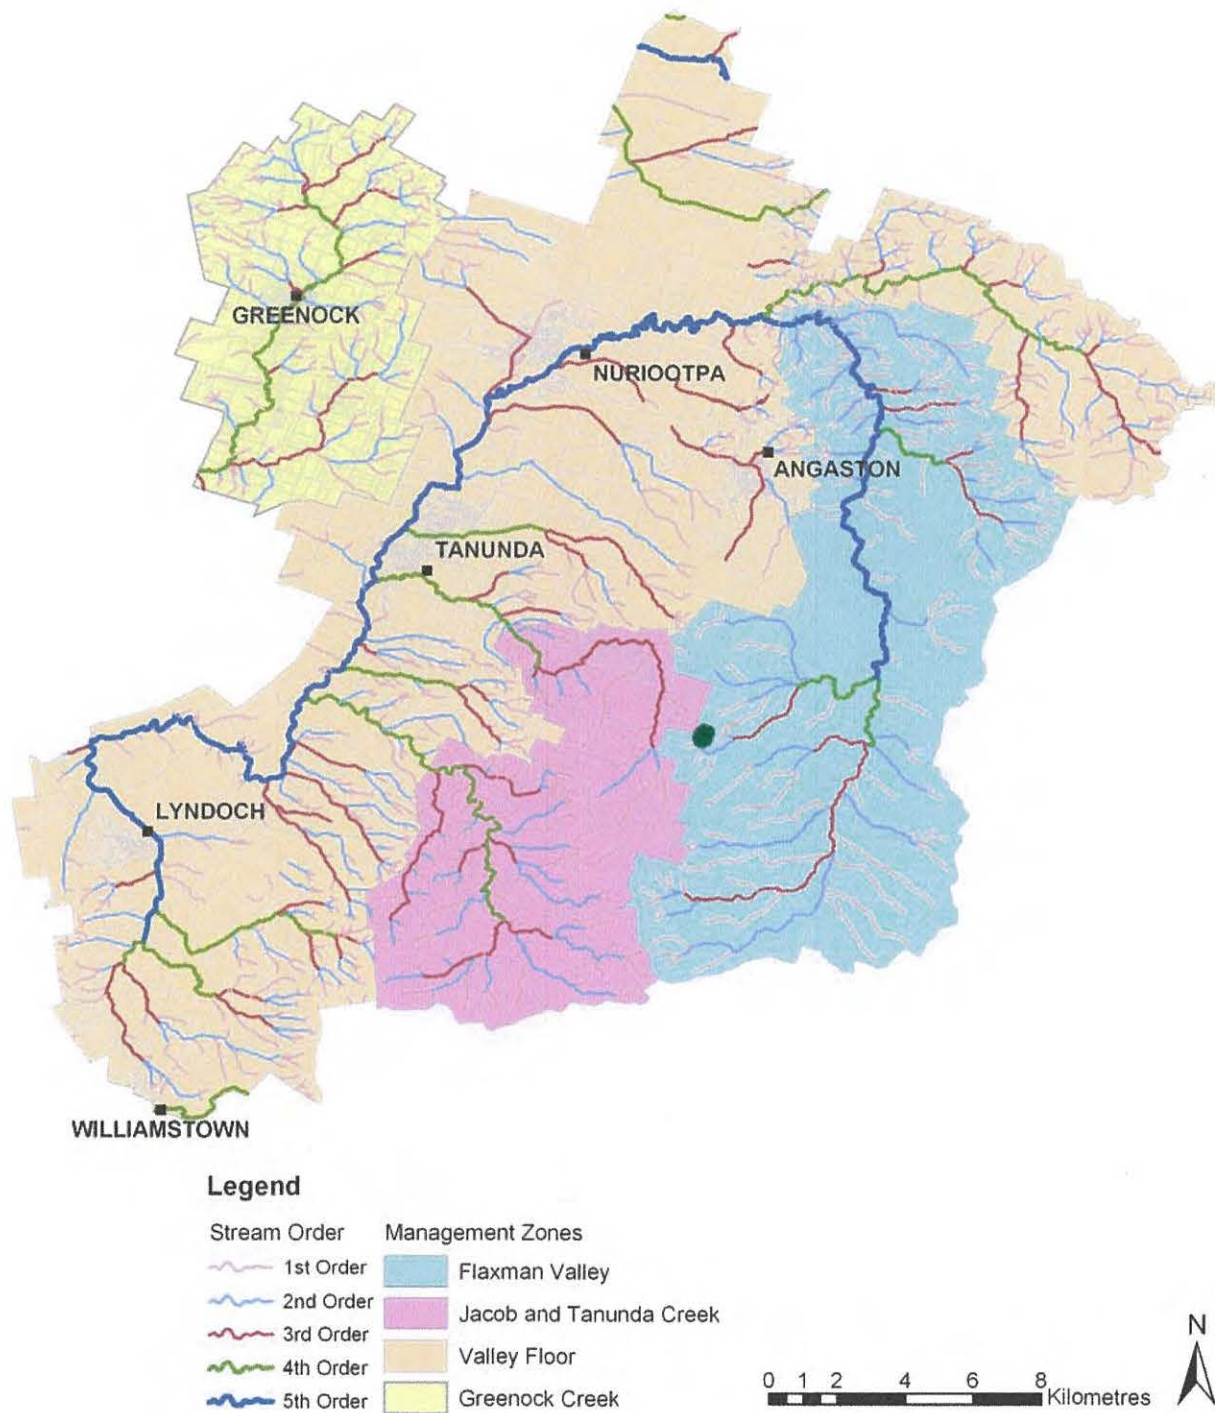 GREENOCK
NURIOOTPA
ANGASTON
TANUNDA
LYNDOCH
WILLIAMSTOWN
Legend
Stream Order
1st Order
2nd Order
3rd Order
4th Order
5th Order
Management Zones
Flaxman Valley
Jacob and Tanunda Creek
Valley Floor
Greenock Creek
0 1 2 4 6 8
Kilometres
N